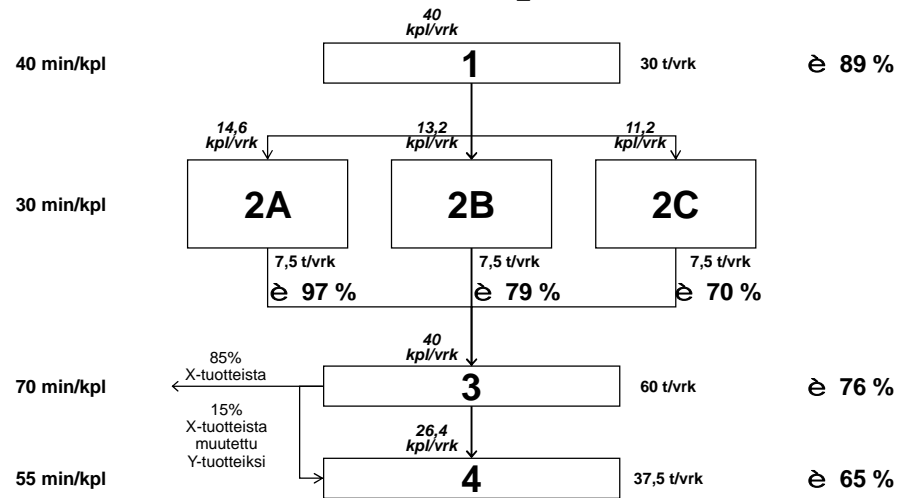 40
kpl/vrk
40 min/kpl
1
30 t/vrk
è 89 %
14,6
kpl/vrk
13,2
kpl/vrk
11,2
kpl/vrk
30 min/kpl
2A
2B
2C
7,5 t/vrk
7,5 t/vrk
7,5 t/vrk
è 97 %
è 79 %
è 70 %
40
kpl/vrk
85%
X-tuotteista
70 min/kpl
3
60 t/vrk
è 76 %
15%
X-tuotteista
muutettu
Y-tuotteiksi
26,4
kpl/vrk
55 min/kpl
4
37,5 t/vrk
è 65 %